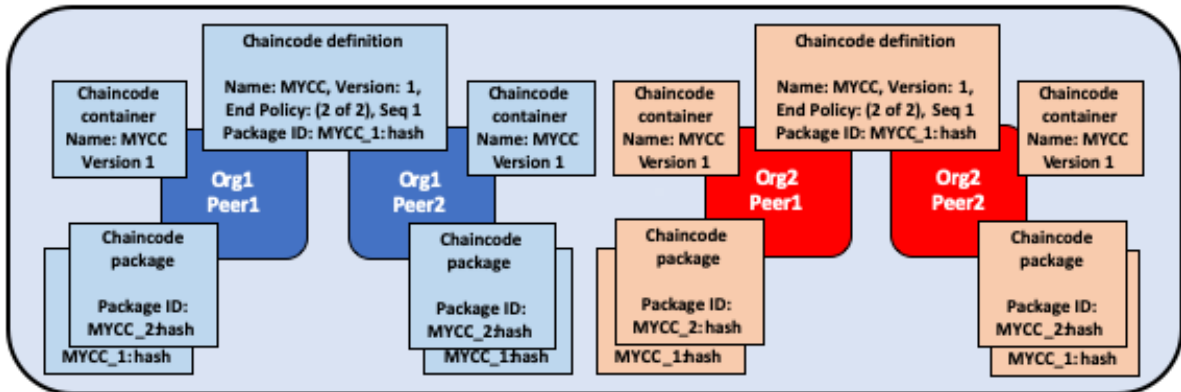 Chaincode definition
Name: MYCC, Version: 1,
End Policy: (2 of 2), Seq 1
Package ID: MYCC_1:hash
Chaincode
container
Name: MYCC
Version 1
Chaincode
container
Name: MYCC
Version 1
Org1
Peer1
Org1
Peer2
Chaincode
package
Package ID:
MYCC_2:hash
MYCC_1:hash
Chaincode
package
Package ID:
MYCC_2:hash
MYCC_1:hash
Chaincode definition
Name: MYCC, Version: 1,
End Policy: (2 of 2), Seq 1
Package ID: MYCC_1:hash
Chaincode
container
Name: MYCC
Version 1
Chaincode
container
Name: MYCC
Version 1
Org2
Peer1
Org2
Peer2
Chaincode
package
Package ID:
MYCC_2:hash
MYCC_1:hash
Chaincode
package
Package ID:
MYCC_2:hash
MYCC_1:hash